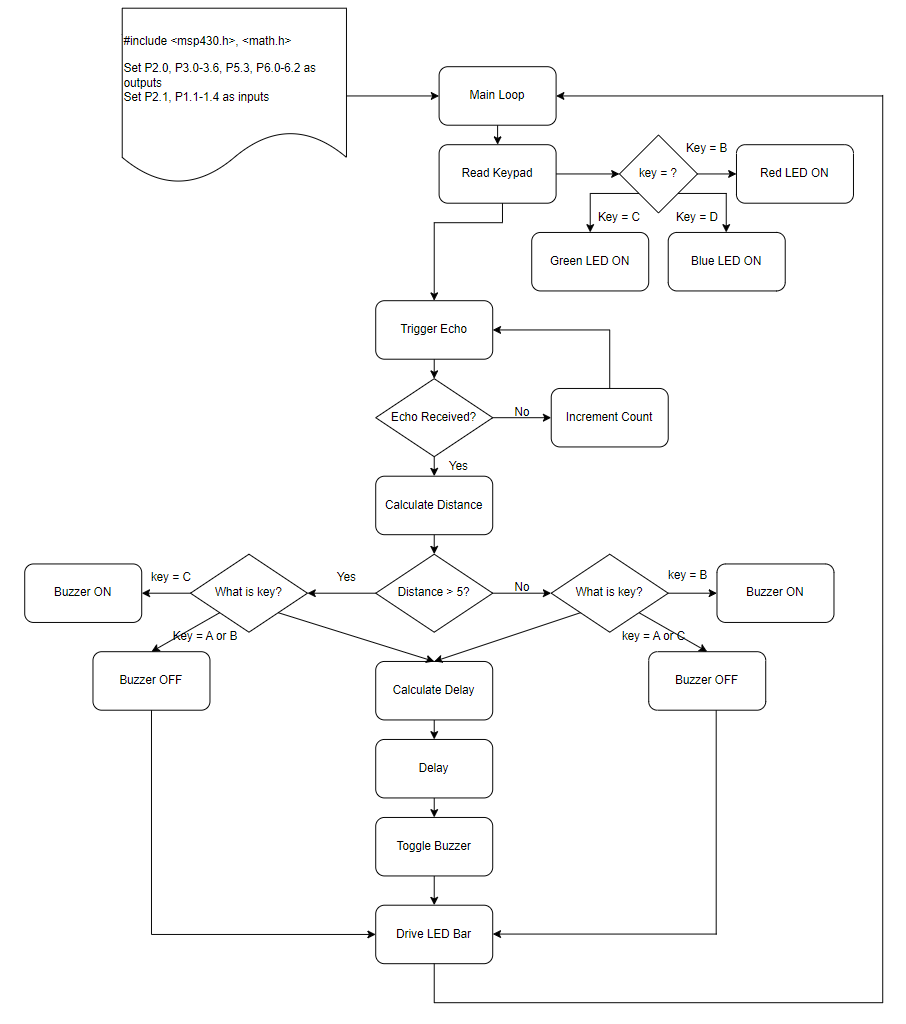 #include <msp430.h>, <math.h>
Set P2.0, P3.0-3.6, P5.3, P6.0-6.2 as
outputs
Set P2.1, P1.1-1.4 as inputs
Main Loop
Read Keypad
key = ?
Key = B
Red LED ON
Key = C
Key = D
Green LED ON
Blue LED ON
Trigger Echo
Echo Received?
No
Increment Count
Yes
Calculate Distance
Buzzer ON
key = C
What is key?
Yes
Distance > 5?
No
What is key?
key = B
Buzzer ON
Key = A or B
key = A or C
Buzzer OFF
Calculate Delay
Buzzer OFF
Delay
Toggle Buzzer
Drive LED Bar